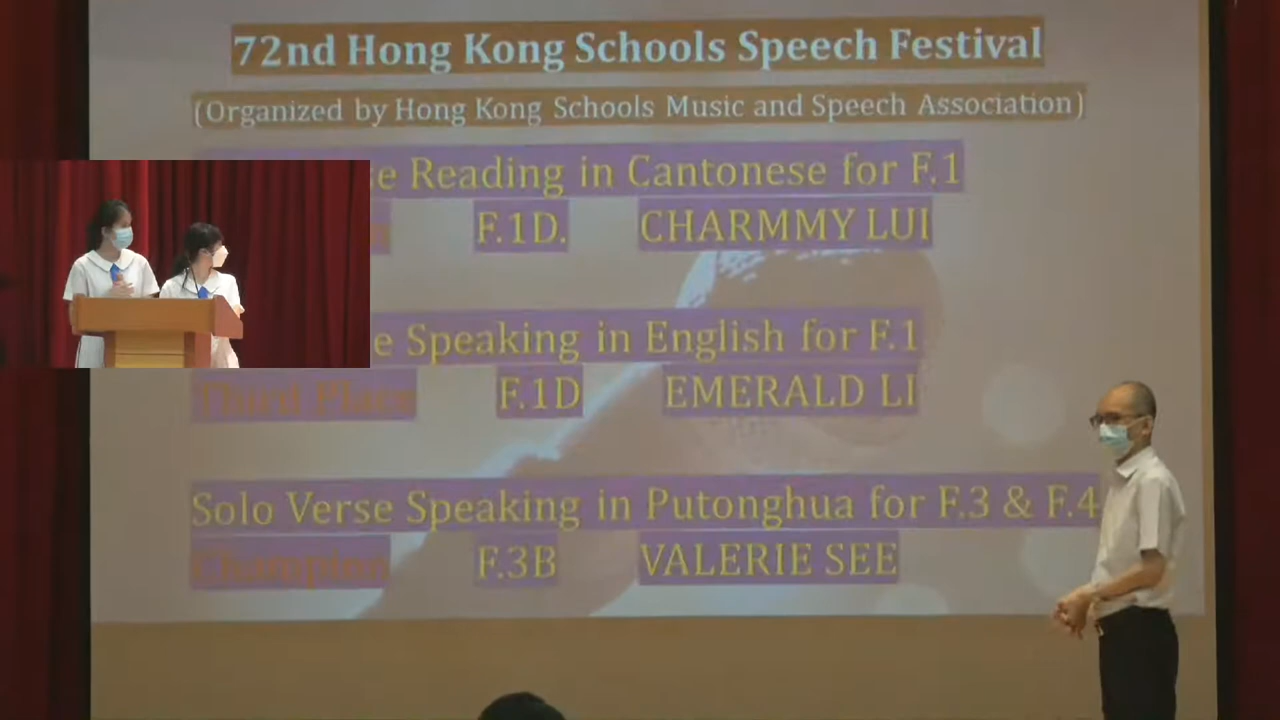 72nd Hong Kong Schools Speech Festival
(Organized by Hong Kong Schools Music and Speech Association)
Reading in Cantonese for F.1
F.1D. CHARMMY LUI
Speaking in English for F.1
Third Place F.1D EMERALD LI
Solo Verse Speaking in Putonghua for F.3 & F.4
Champion F.3B VALERIE SEE